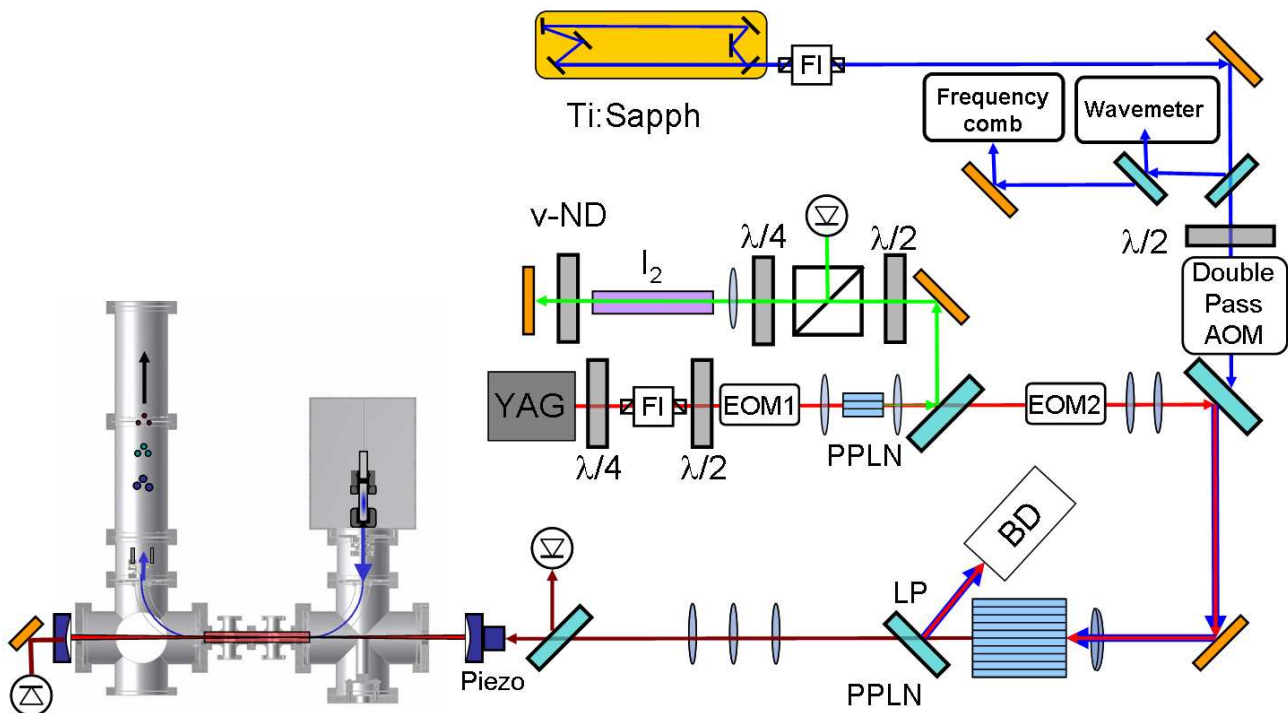 FI
Ti:Sapph
Frequency
comb
Wavemeter
λ/2
Double
Pass
AOM
v-ND
I₂
λ/4
λ/2
YAG
FI
EOM1
λ/4
λ/2
PPLN
EOM2
BD
LP
PPLN
Piezo